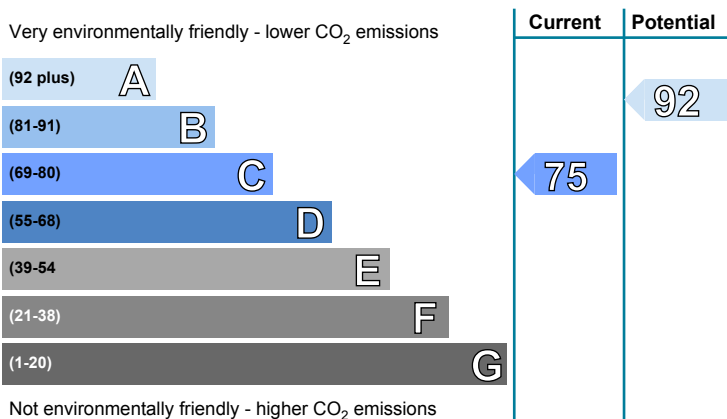 Very environmentally friendly - lower CO2 emissions
Current
Potential
(92 plus) A
(81-91) B
(69-80) C
(55-68) D
(39-54 E
(21-38) F
(1-20) G
92
75
Not environmentally friendly - higher CO2 emissions